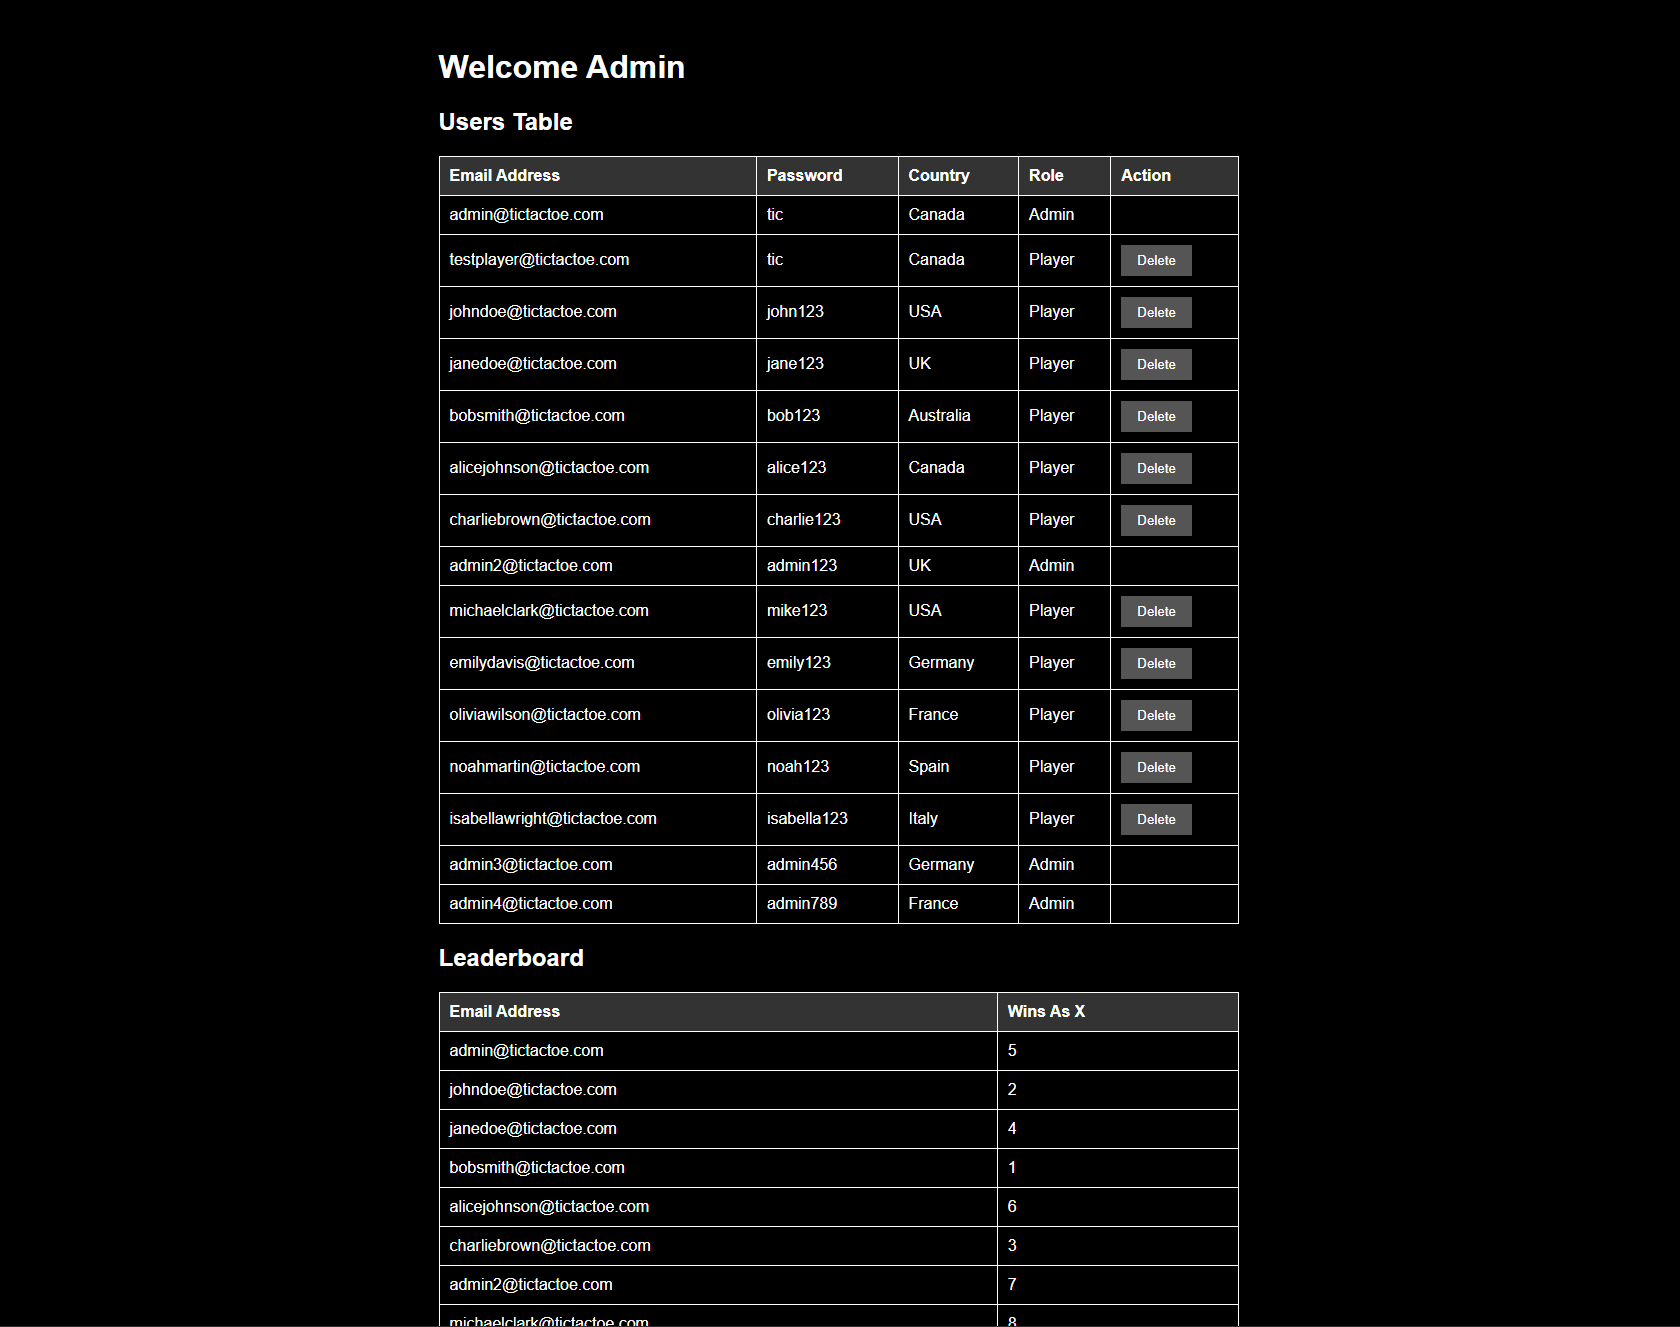 Welcome Admin
Users Table
Email Address Password Country Role Action
admin@tictactoe.com tic Canada Admin
testplayer@tictactoe.com tic Canada Player Delete
johndoe@tictactoe.com john123 USA Player Delete
janedoe@tictactoe.com jane123 UK Player Delete
bobsmith@tictactoe.com bob123 Australia Player Delete
alicejohnson@tictactoe.com alice123 Canada Player Delete
charliebrown@tictactoe.com charlie123 USA Player Delete
admin2@tictactoe.com admin123 UK Admin
michaelclark@tictactoe.com mike123 USA Player Delete
emilydavis@tictactoe.com emily123 Germany Player Delete
oliviawilson@tictactoe.com olivia123 France Player Delete
noahmartin@tictactoe.com noah123 Spain Player Delete
isabellawright@tictactoe.com isabella123 Italy Player Delete
admin3@tictactoe.com admin456 Germany Admin
admin4@tictactoe.com admin789 France Admin
Leaderboard
Email Address Wins As X
admin@tictactoe.com 5
johndoe@tictactoe.com 2
janedoe@tictactoe.com 4
bobsmith@tictactoe.com 1
alicejohnson@tictactoe.com 6
charliebrown@tictactoe.com 3
admin2@tictactoe.com 7
michaelclark@tictactoe.com 8